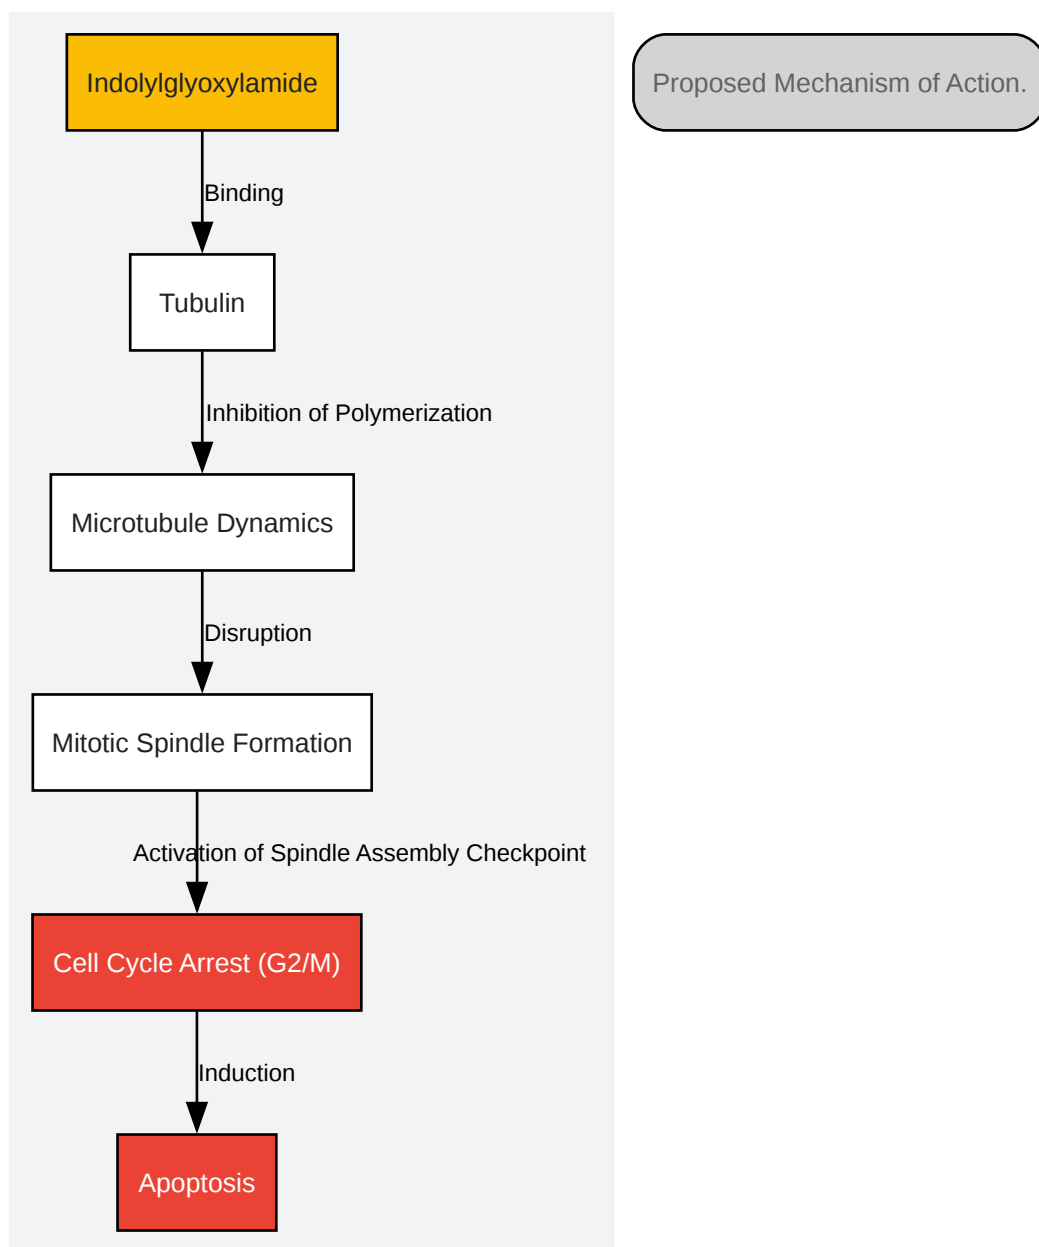 Indolylglyoxylamide
Proposed Mechanism of Action.
Binding
Tubulin
Inhibition of Polymerization
Microtubule Dynamics
Disruption
Mitotic Spindle Formation
Activation of Spindle Assembly Checkpoint
Cell Cycle Arrest (G2/M)
Induction
Apoptosis